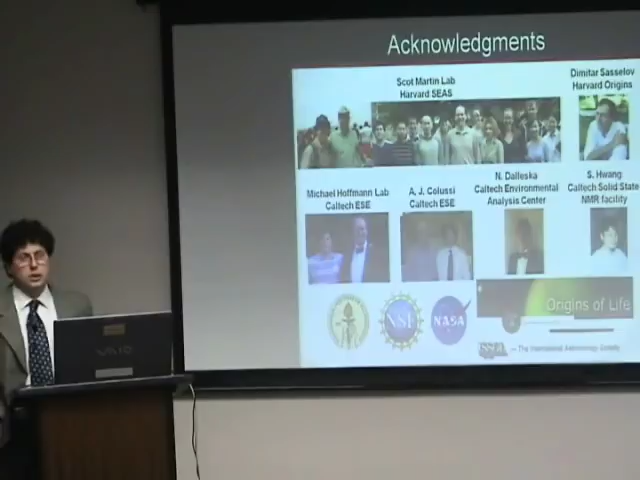 Acknowledgments
Scot Martin Lab
Harvard SEAS
Dimitar Sasselov
Harvard Origins
Michael Hoffmann Lab
Caltech ESE
A. J. Colussi
Caltech ESE
N. Dalleska
Caltech Environmental
Analysis Center
S. Hwang
Caltech Solid State
NMR facility
NSF
NASA
Origins of Life
The International Astrobiology Society
VAIO